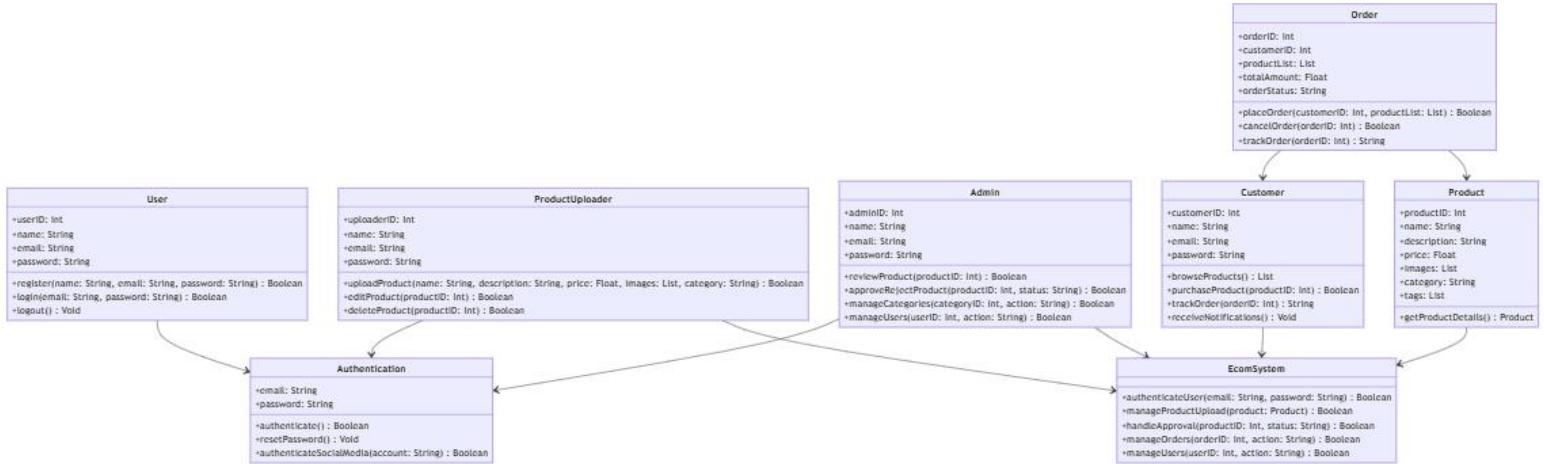 Order
+orderID: Int
+customerID: Int
+productList: List
+totalAmount: Float
+orderStatus: String
+placeOrder(customerID: Int, productList: List) : Boolean
+cancelOrder(orderID: Int) : Boolean
+trackOrder(orderID: Int) : String
User
+userID: Int
+name: String
+email: String
+password: String
+register(name: String, email: String, password: String) : Boolean
+login(email: String, password: String) : Boolean
+logout() : Void
ProductUploader
+uploaderID: Int
+name: String
+email: String
+password: String
+uploadProduct(name: String, description: String, price: Float, images: List, category: String) : Boolean
+editProduct(productID: Int) : Boolean
+deleteProduct(productID: Int) : Boolean
Admin
+adminID: Int
+name: String
+email: String
+password: String
+reviewProduct(productID: Int) : Boolean
+approveRejectProduct(productID: Int, status: String) : Boolean
+manageCategories(categoryID: Int, action: String) : Boolean
+manageUsers(userID: Int, action: String) : Boolean
Customer
+customerID: Int
+name: String
+email: String
+password: String
+browseProducts() : List
+purchaseProduct(productID: Int) : Boolean
+trackOrder(orderID: Int) : String
+receiveNotifications() : Void
Product
+productID: Int
+name: String
+description: String
+price: Float
+images: List
+category: String
+tags: List
+getProductDetails() : Product
Authentication
+email: String
+password: String
+authenticate() : Boolean
+resetPassword() : Void
+authenticateSocialMedia(account: String) : Boolean
EcomSystem
+authenticateUser(email: String, password: String) : Boolean
+manageProductUpload(product: Product) : Boolean
+handleApproval(productID: Int, status: String) : Boolean
+manageOrders(orderID: Int, action: String) : Boolean
+manageUsers(userID: Int, action: String) : Boolean